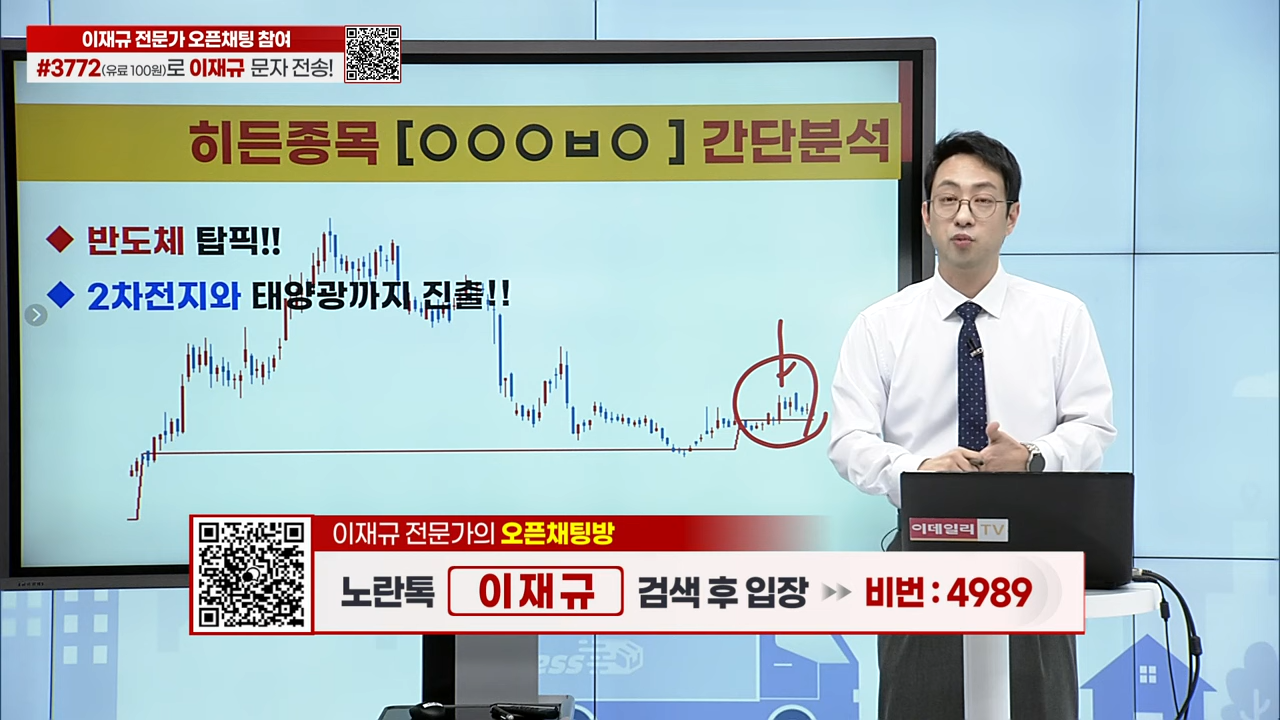 이재규 전문가 오픈채팅 참여
#3772(유료 100원)로 이재규 문자 전송!
히든종목 [ㅇㅇㅇㅂㅇ] 간단분석
◆ 반도체 탑픽!!
◆ 2차전지와 태양광까지 진출!!
이재규 전문가의 오픈채팅방
노란톡 이재규 검색 후 입장 ▸▸ 비번 : 4989
이데일리TV
ess